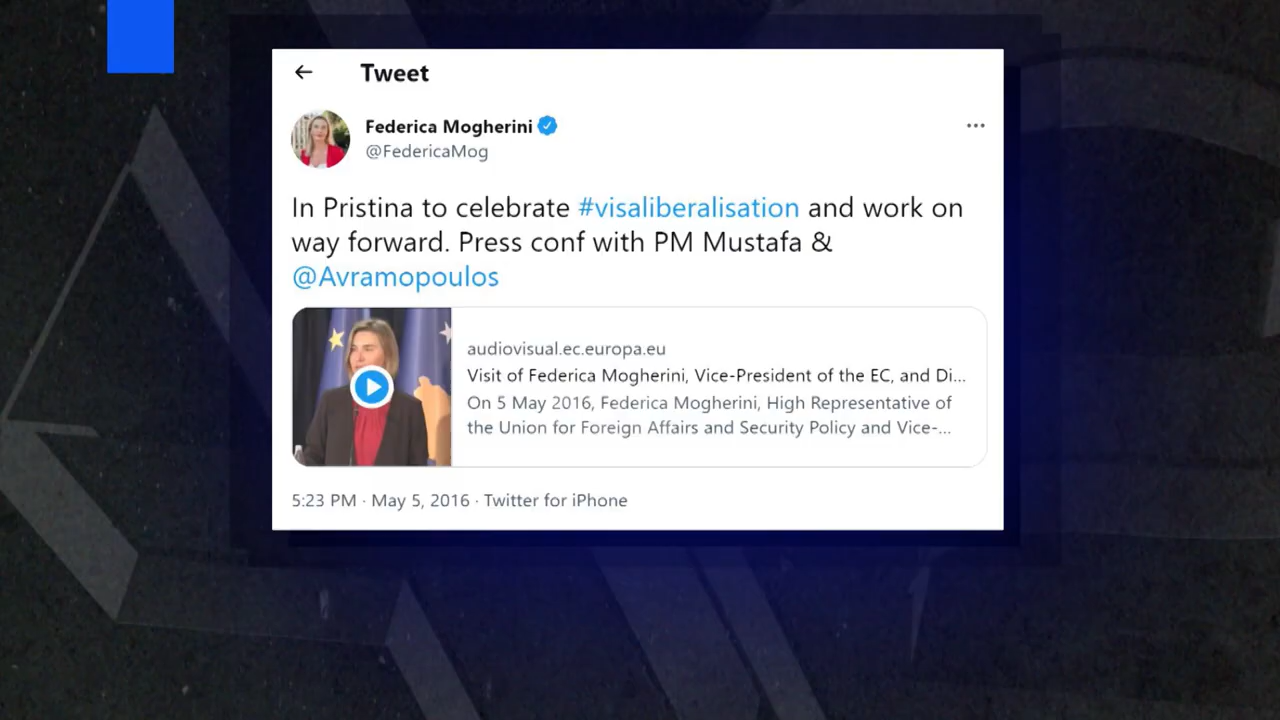 Tweet
Federica Mogherini
@FedericaMog
In Pristina to celebrate #visaliberalisation and work on
way forward. Press conf with PM Mustafa &
@Avramopoulos
audiovisual.ec.europa.eu
Visit of Federica Mogherini, Vice-President of the EC, and Di...
On 5 May 2016, Federica Mogherini, High Representative of
the Union for Foreign Affairs and Security Policy and Vice-...
5:23 PM · May 5, 2016 · Twitter for iPhone